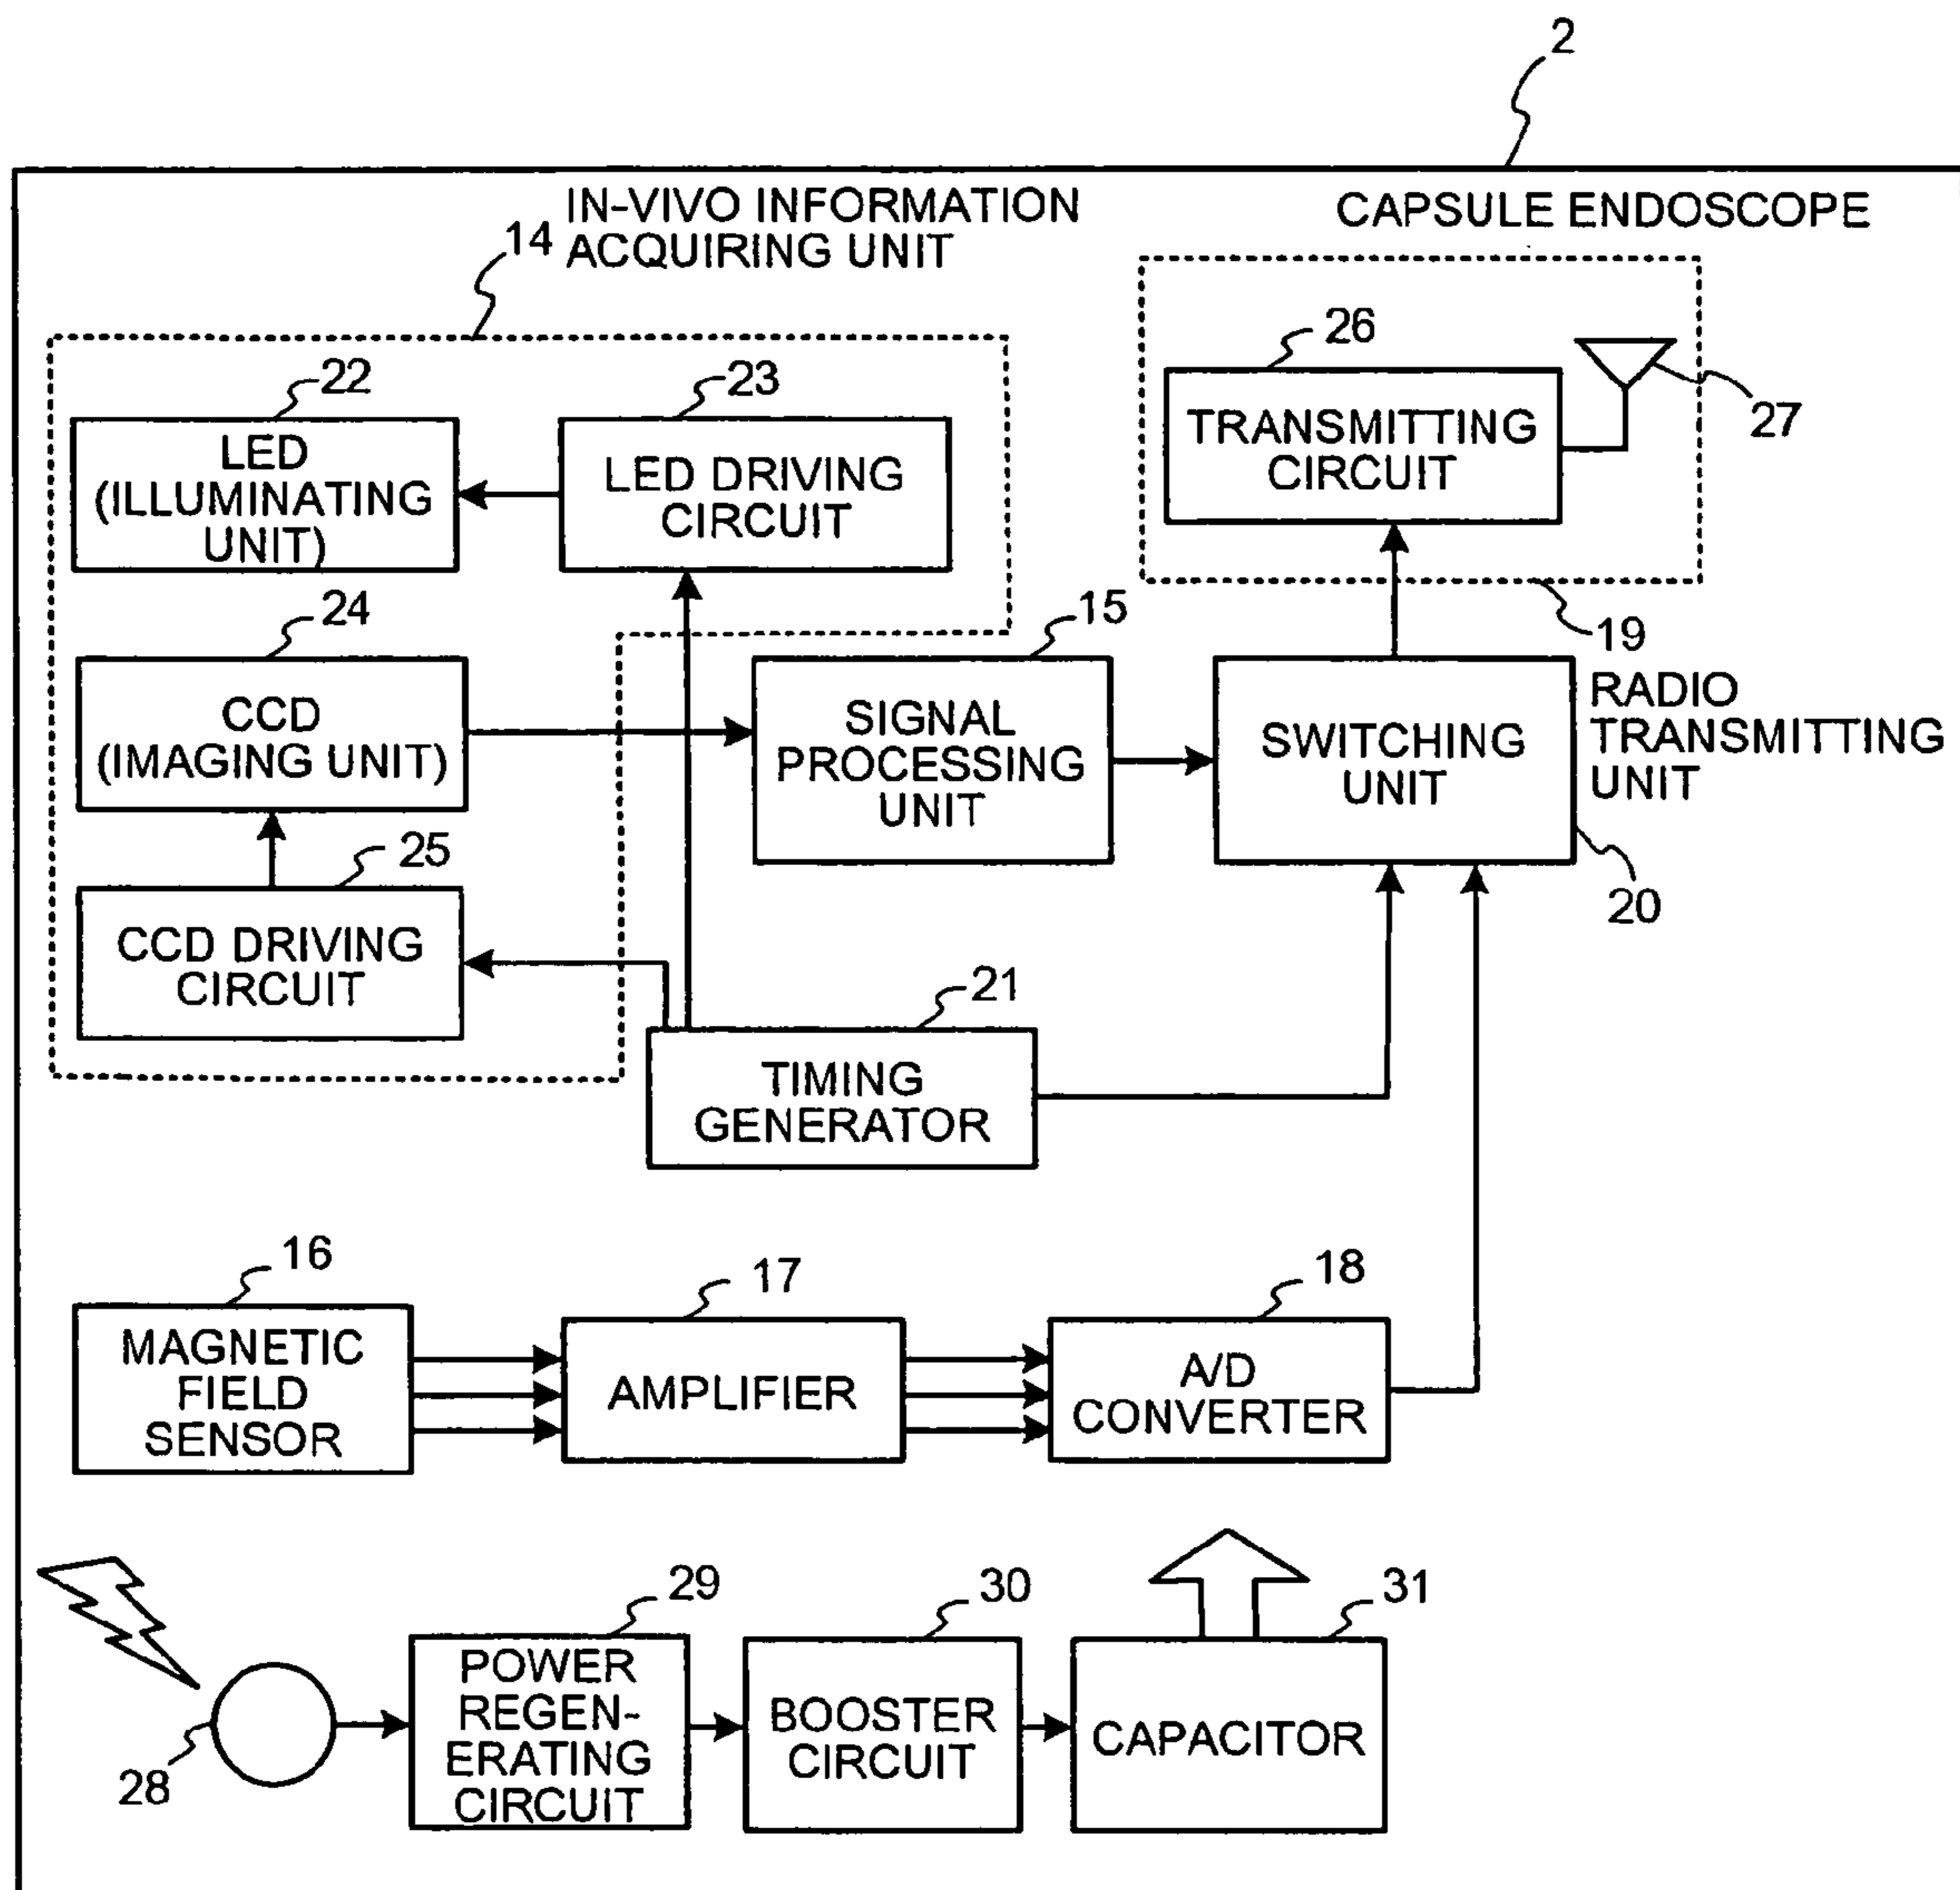 2
IN-VIVO INFORMATION
ACQUIRING UNIT
CAPSULE ENDOSCOPE
14
26
22
23
27
TRANSMITTING
CIRCUIT
LED
(ILLUMINATING
UNIT)
LED DRIVING
CIRCUIT
24
15
19
RADIO
TRANSMITTING
UNIT
CCD
(IMAGING UNIT)
SIGNAL
PROCESSING
UNIT
SWITCHING
UNIT
25
20
CCD DRIVING
CIRCUIT
21
TIMING
GENERATOR
16
17
18
MAGNETIC
FIELD
SENSOR
AMPLIFIER
A/D
CONVERTER
29
30
31
28
POWER
REGEN-
ERATING
CIRCUIT
BOOSTER
CIRCUIT
CAPACITOR